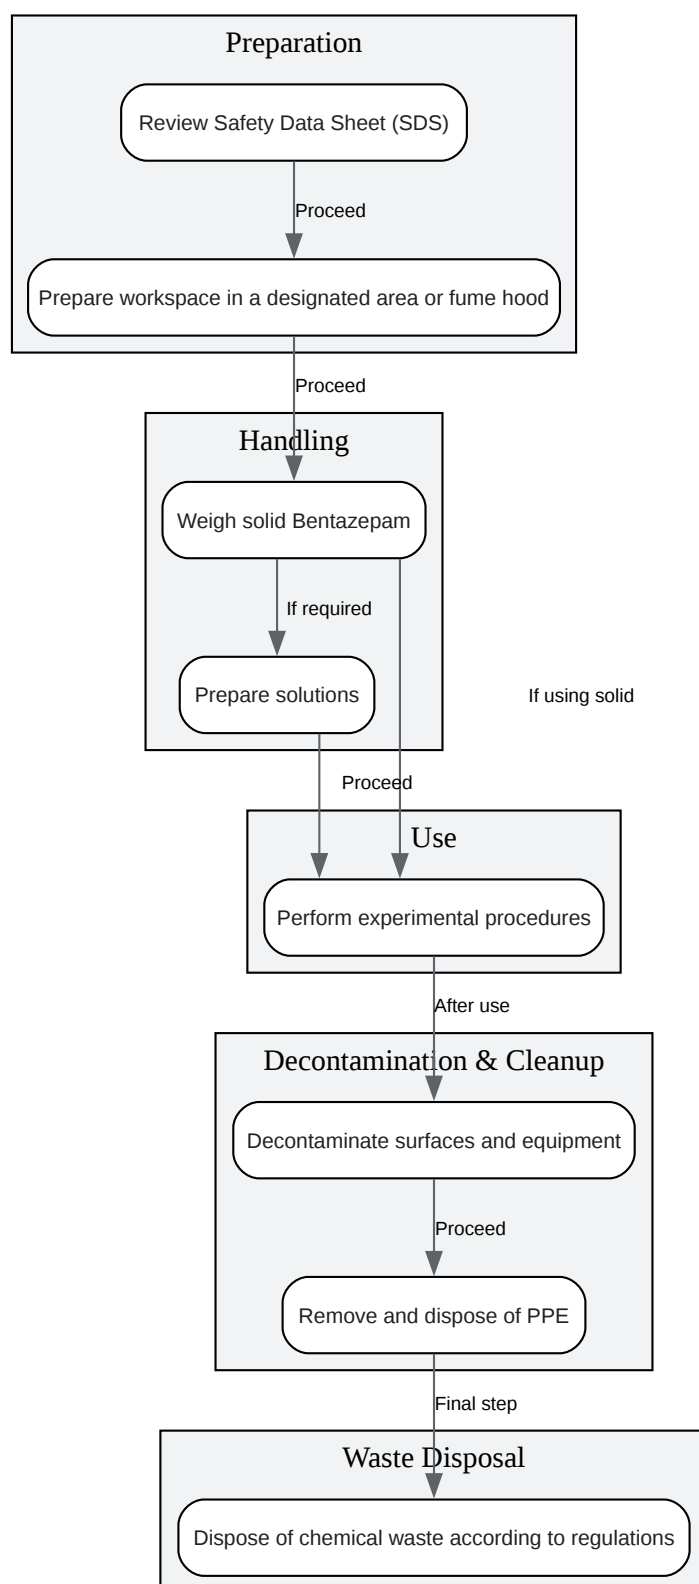 Preparation
Review Safety Data Sheet (SDS)
Proceed
Prepare workspace in a designated area or fume hood
Proceed
Handling
Weigh solid Bentazepam
If required
Prepare solutions
If using solid
Proceed
Use
Perform experimental procedures
After use
Decontamination & Cleanup
Decontaminate surfaces and equipment
Proceed
Remove and dispose of PPE
Final step
Waste Disposal
Dispose of chemical waste according to regulations